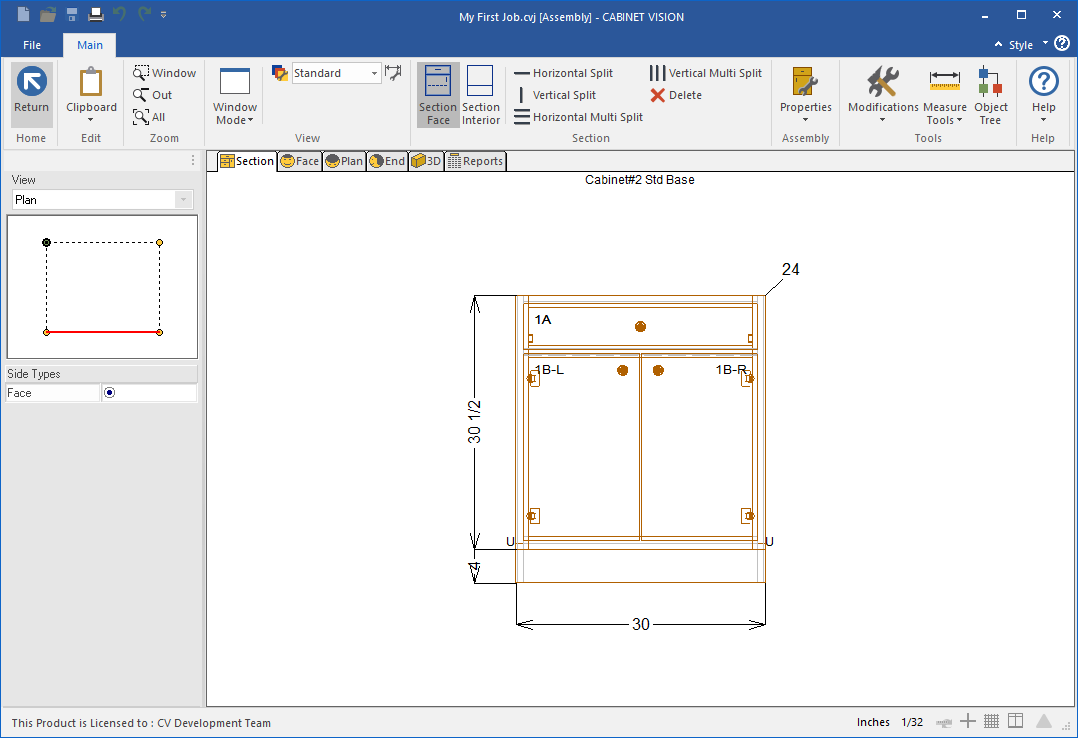 My First Job.cvj [Assembly] - CABINET VISION
File Main Style
Return Clipboard Window Out All Window Mode Standard Section Face Section Interior Horizontal Split Vertical Split Horizontal Multi Split Vertical Multi Split Delete Properties Modifications Measure Tools Object Tree Help
Home Edit Zoom View Section Assembly Tools Help
Section Face Plan End 3D Reports
View
Plan
Side Types
Face
Cabinet#2 Std Base
24
1A
1B-L 1B-R
30 1/2
U U
4
30
This Product is Licensed to : CV Development Team Inches 1/32